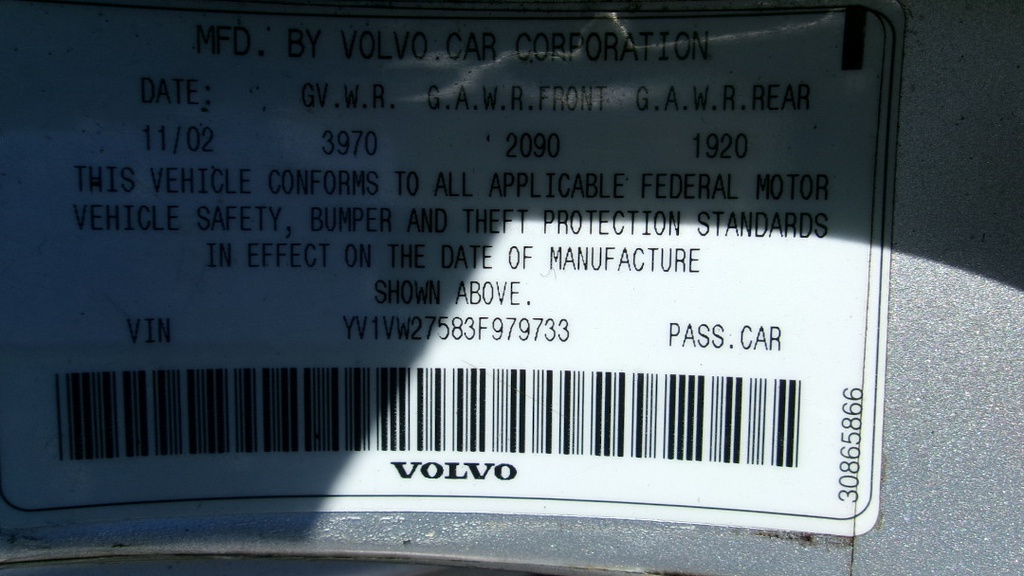 MFD. BY VOLVO CAR CORPORATION
DATE: GV.W.R. G.A.W.R.FRONT G.A.W.R.REAR
11/02 3970 2090 1920
THIS VEHICLE CONFORMS TO ALL APPLICABLE FEDERAL MOTOR
VEHICLE SAFETY, BUMPER AND THEFT PROTECTION STANDARDS
IN EFFECT ON THE DATE OF MANUFACTURE
SHOWN ABOVE.
VIN YV1VW27583F979733 PASS.CAR
VOLVO
30865866